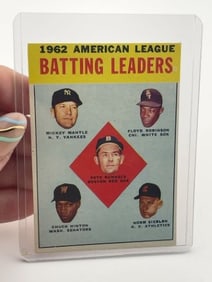 1962 AMERICAN LEAGUE
BATTING LEADERS
MICKEY MANTLE
N. Y. YANKEES
FLOYD ROBINSON
CHI. WHITE SOX
PETE RUNNELS
BOSTON RED SOX
CHUCK HINTON
WASH. SENATORS
NORM SIEBERN
K. C. ATHLETICS